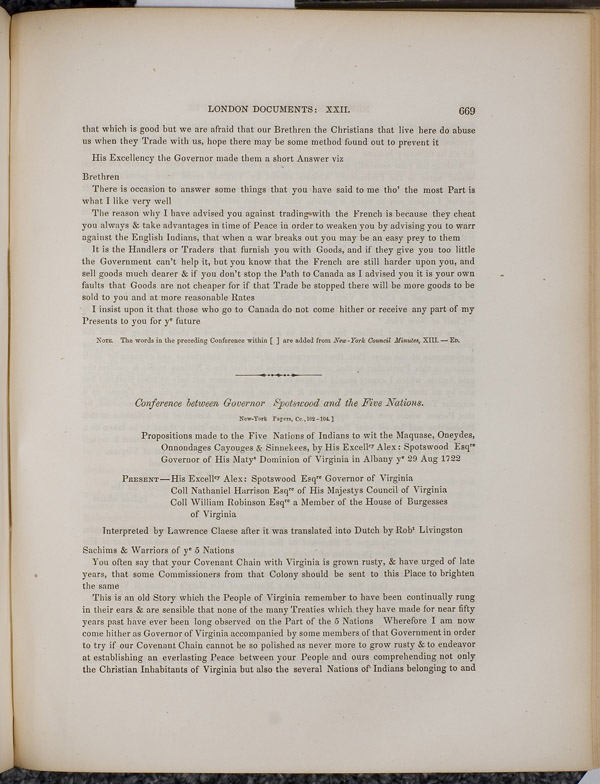 LONDON DOCUMENTS: XXII. 669
that which is good but we are afraid that our Brethren the Christians that live here do abuse
us when they Trade with us, hope there may be some method found out to prevent it
His Excellency the Governor made them a short Answer viz
Brethren
There is occasion to answer some things that you have said to me tho' the most Part is
what I like very well
The reason why I have advised you against trading with the French is because they cheat
you always & take advantages in time of Peace in order to weaken you by advising you to warr
against the English Indians, that when a war breaks out you may be an easy prey to them
It is the Handlers or Traders that furnish you with Goods, and if they give you too little
the Government can't help it, but you know that the French are still harder upon you, and
sell goods much dearer & if you don't stop the Path to Canada as I advised you it is your own
faults that Goods are not cheaper for if that Trade be stopped there will be more goods to be
sold to you and at more reasonable Rates
I insist upon it that those who go to Canada do not come hither or receive any part of my
Presents to you for yᵉ future
NOTE. The words in the preceding Conference within [ ] are added from New-York Council Minutes, XIII. — ED.
Conference between Governor Spotswood and the Five Nations.
New-York Papers, Cc., 102-104. ]
Propositions made to the Five Nations of Indians to wit the Maquase, Oneydes,
Onnondages Cayouges & Sinnekees, by His Excellᶜʸ Alex: Spotswood Esqʳᵉ
Governor of His Matyˢ Dominion of Virginia in Albany yᵉ 29 Aug 1722
PRESENT—His Excellᶜʸ Alex: Spotswood Esqʳᵉ Governor of Virginia
Coll Nathaniel Harrison Esqʳᵉ of His Majestys Council of Virginia
Coll William Robinson Esqʳᵉ a Member of the House of Burgesses
of Virginia
Interpreted by Lawrence Claese after it was translated into Dutch by Robᵗ Livingston
Sachims & Warriors of yᵉ 5 Nations
You often say that your Covenant Chain with Virginia is grown rusty, & have urged of late
years, that some Commissioners from that Colony should be sent to this Place to brighten
the same
This is an old Story which the People of Virginia remember to have been continually rung
in their ears & are sensible that none of the many Treaties which they have made for near fifty
years past have ever been long observed on the Part of the 5 Nations Wherefore I am now
come hither as Governor of Virginia accompanied by some members of that Government in order
to try if our Covenant Chain cannot be so polished as never more to grow rusty & to endeavor
at establishing an everlasting Peace between your People and ours comprehending not only
the Christian Inhabitants of Virginia but also the several Nations of Indians belonging to and